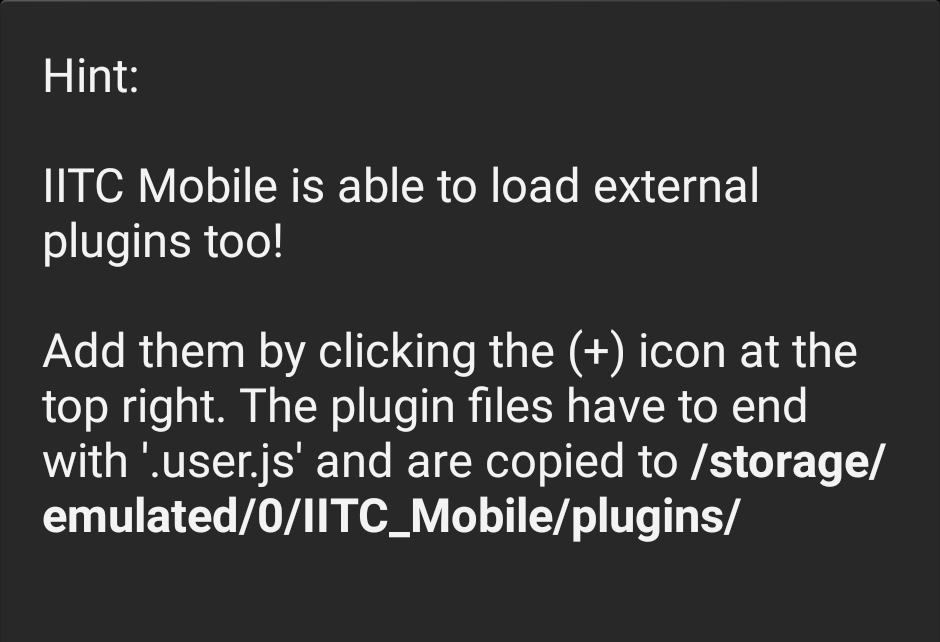 Hint:
IITC Mobile is able to load external
plugins too!
Add them by clicking the (+) icon at the
top right. The plugin files have to end
with '.user.js' and are copied to /storage/
emulated/0/IITC_Mobile/plugins/